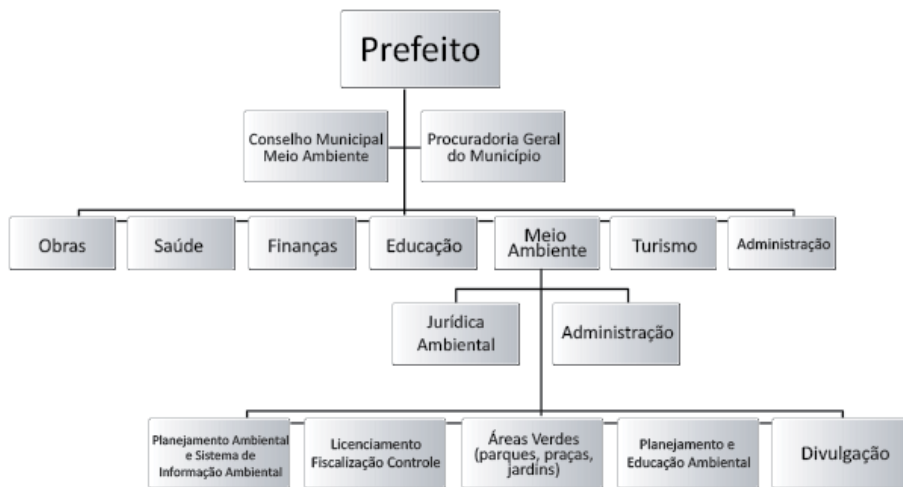 Prefeito
Conselho Municipal
Meio Ambiente
Procuradoria Geral
do Município
Obras
Saúde
Finanças
Educação
Meio
Ambiente
Turismo
Administração
Jurídica
Ambiental
Administração
Planejamento Ambiental
e Sistema de
Informação Ambiental
Licenciamento
Fiscalização Controle
Áreas Verdes
(parques, praças,
jardins)
Planejamento e
Educação Ambiental
Divulgação